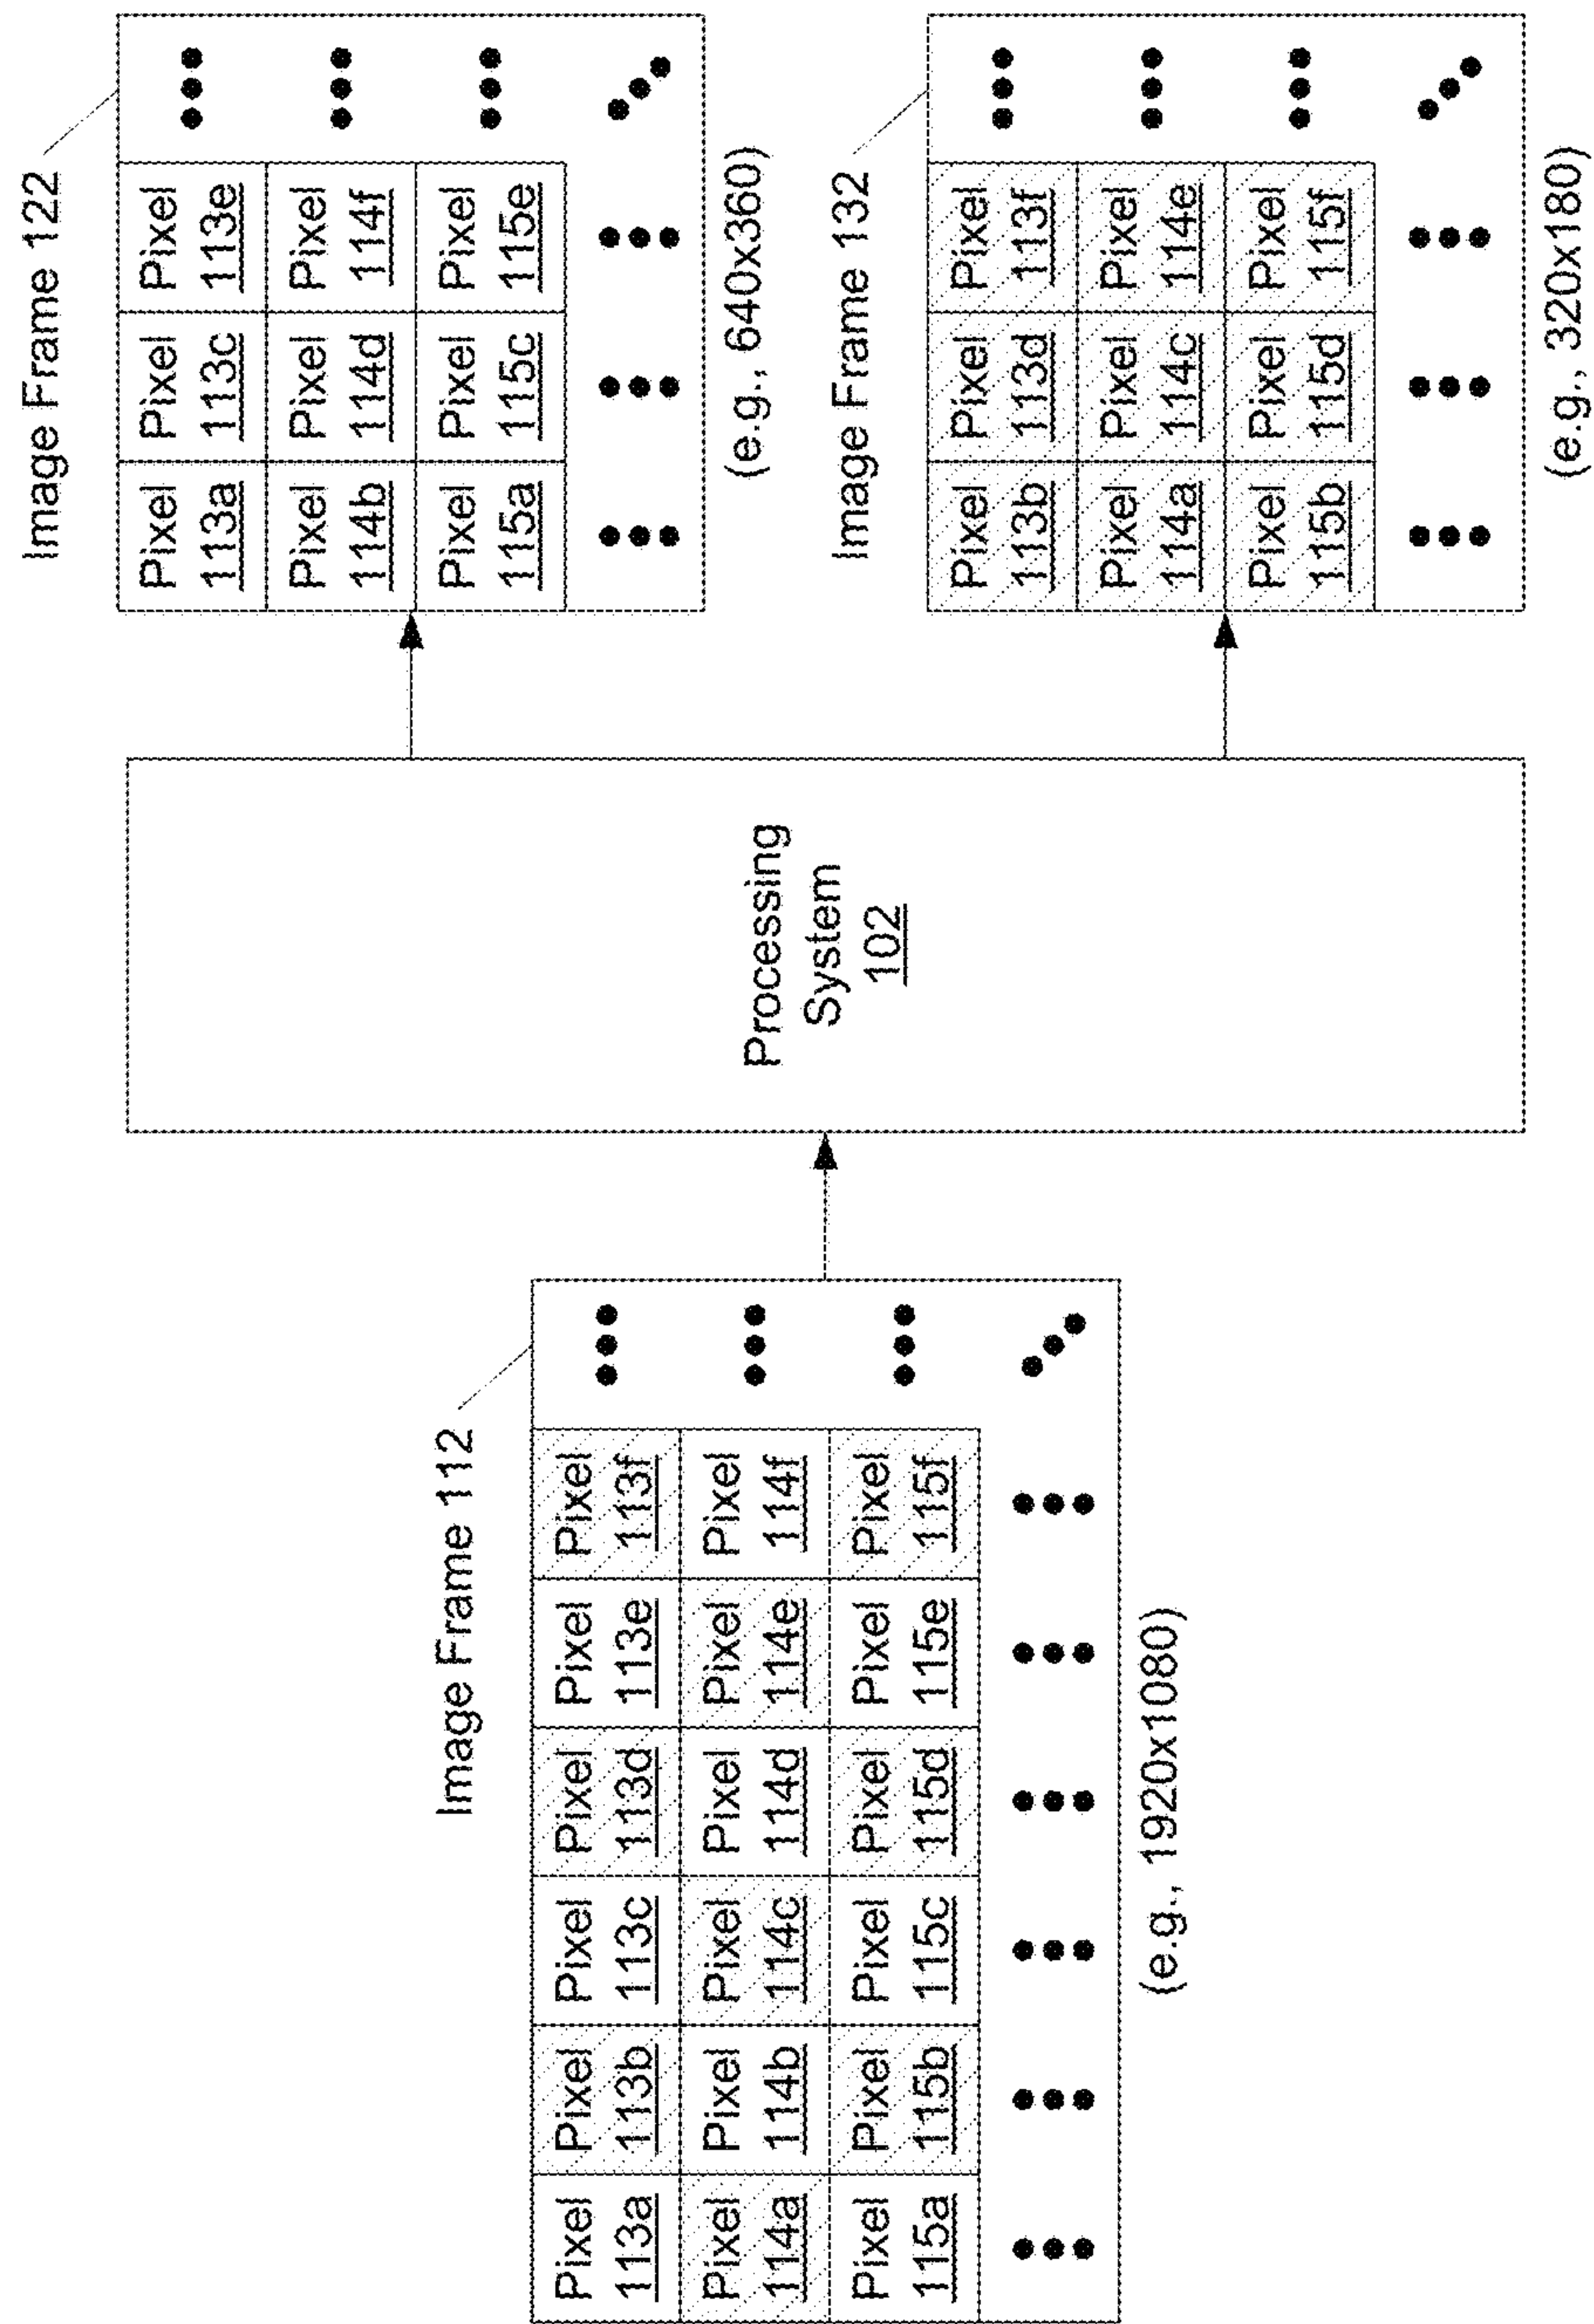 Image Frame 112
Pixel 113a
Pixel 113b
Pixel 113c
Pixel 113d
Pixel 113e
Pixel 113f
Pixel 114a
Pixel 114b
Pixel 114c
Pixel 114d
Pixel 114e
Pixel 114f
Pixel 115a
Pixel 115b
Pixel 115c
Pixel 115d
Pixel 115e
Pixel 115f
(e.g., 1920x1080)
Processing
System
102
Image Frame 122
Pixel 113a
Pixel 113c
Pixel 113e
Pixel 114b
Pixel 114d
Pixel 114f
Pixel 115a
Pixel 115c
Pixel 115e
(e.g., 640x360)
Image Frame 132
Pixel 113b
Pixel 113d
Pixel 113f
Pixel 114a
Pixel 114c
Pixel 114e
Pixel 115b
Pixel 115d
Pixel 115f
(e.g., 320x180)